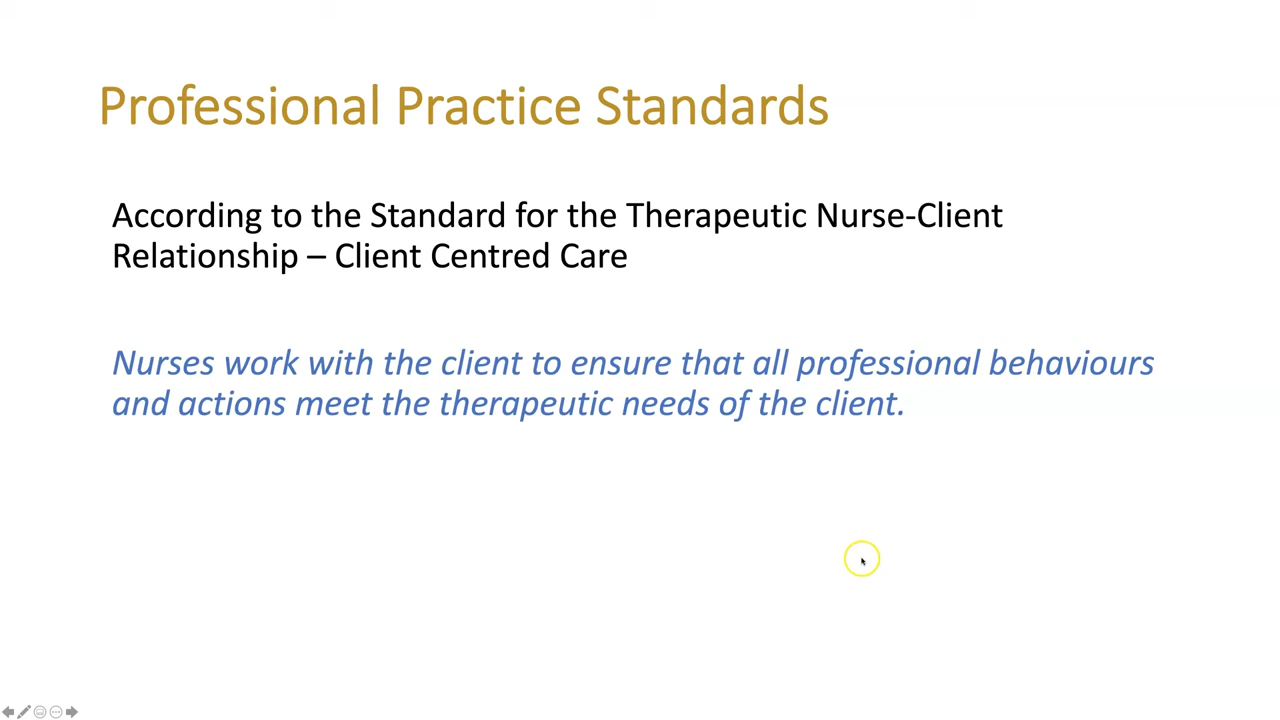 Professional Practice Standards
According to the Standard for the Therapeutic Nurse-Client
Relationship – Client Centred Care
Nurses work with the client to ensure that all professional behaviours
and actions meet the therapeutic needs of the client.